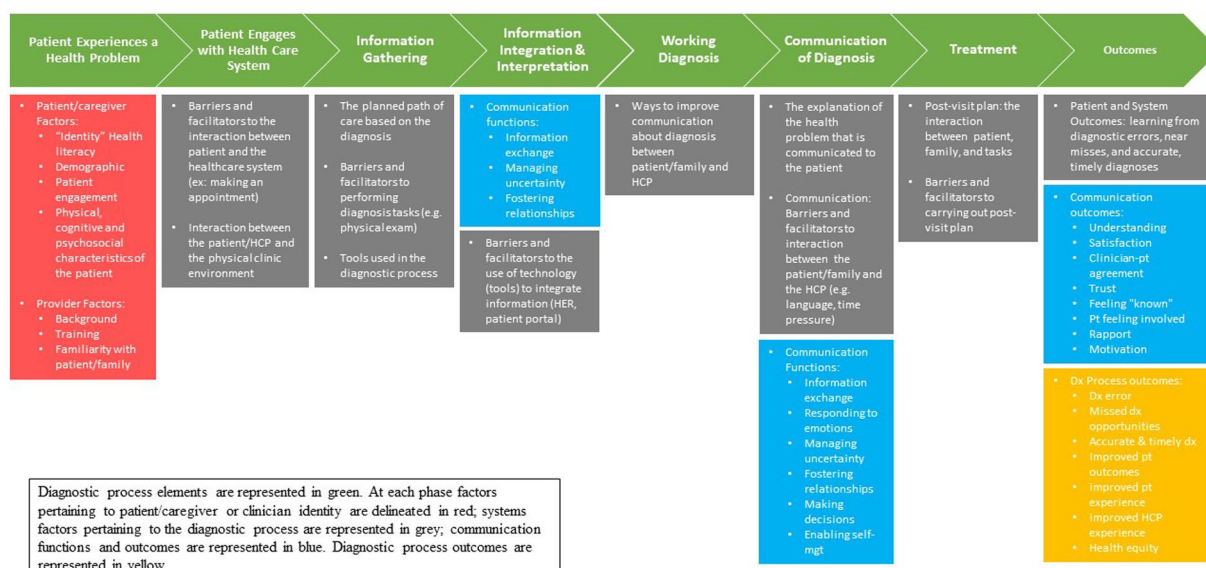 Patient Experiences a
Health Problem
Patient Engages
with Health Care
System
Information
Gathering
Information
Integration &
Interpretation
Working
Diagnosis
Communication
of Diagnosis
Treatment
Outcomes
• Patient/caregiver
Factors:
• “Identity” Health
literacy
• Demographic
• Patient
engagement
• Physical,
cognitive and
psychosocial
characteristics of
the patient
• Provider Factors:
• Background
• Training
• Familiarity with
patient/family
• Barriers and
facilitators to the
interaction between
patient and the
healthcare system
(ex: making an
appointment)
• Interaction between
the patient/HCP and
the physical clinic
environment
• The planned path of
care based on the
diagnosis
• Barriers and
facilitators to
performing
diagnosis tasks (e.g.
physical exam)
• Tools used in the
diagnostic process
• Communication
functions:
• Information
exchange
• Managing
uncertainty
• Fostering
relationships
• Barriers and
facilitators to the
use of technology
(tools) to integrate
information (HER,
patient portal)
• Ways to improve
communication
about diagnosis
between
patient/family and
HCP
• The explanation of
the health
problem that is
communicated to
the patient
• Communication:
Barriers and
facilitators to
interaction
between the
patient/family and
the HCP (e.g.
language, time
pressure)
• Communication
Functions:
• Information
exchange
• Responding to
emotions
• Managing
uncertainty
• Fostering
relationships
• Making
decisions
• Enabling self-
mgt
• Post-visit plan: the
interaction
between patient,
family, and tasks
• Barriers and
facilitators to
carrying out post-
visit plan
• Patient and System
Outcomes: learning from
diagnostic errors, near
misses, and accurate,
timely diagnoses
• Communication
outcomes:
• Understanding
• Satisfaction
• Clinician-pt
agreement
• Trust
• Feeling "known"
• Pt feeling involved
• Rapport
• Motivation
• Dx Process outcomes:
• Dx error
• Missed dx
opportunities
• Accurate & timely dx
• Improved pt
outcomes
• Improved pt
experience
• Improved HCP
experience
• Health equity
Diagnostic process elements are represented in green. At each phase factors
pertaining to patient/caregiver or clinician identity are delineated in red; systems
factors pertaining to the diagnostic process are represented in grey; communication
functions and outcomes are represented in blue. Diagnostic process outcomes are
represented in yellow